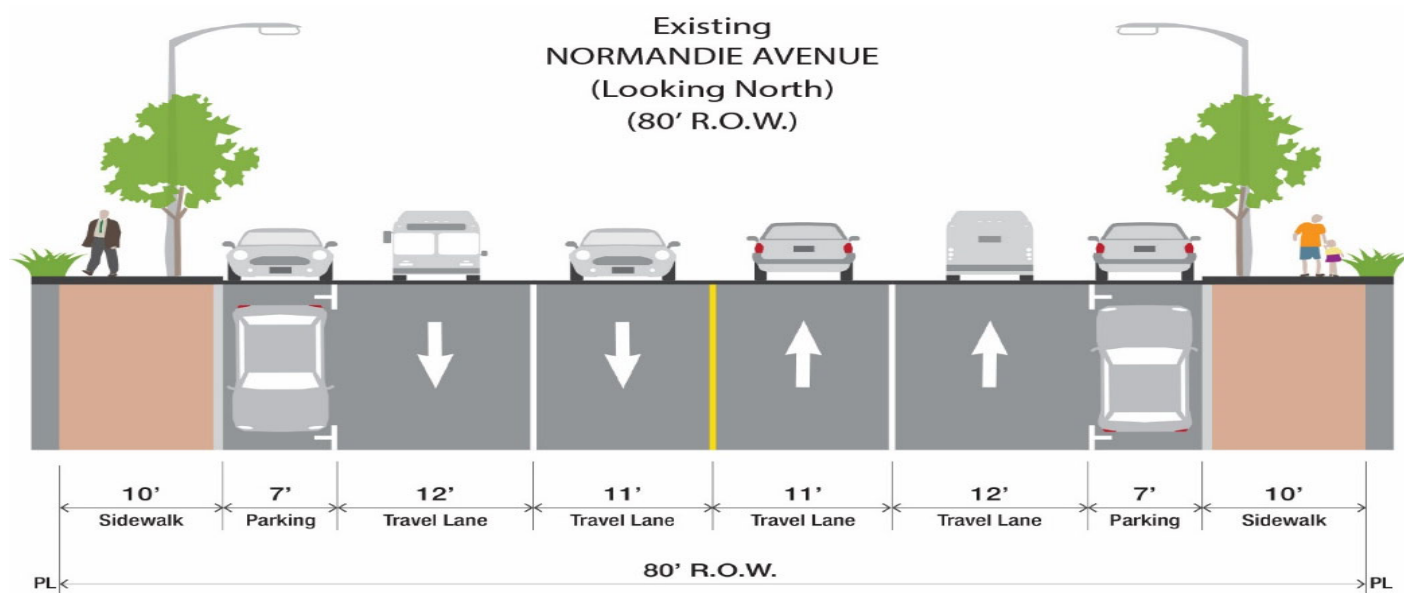 Existing
NORMANDIE AVENUE
(Looking North)
(80' R.O.W.)
10' 7' 12' 11' 11' 12' 7' 10'
Sidewalk Parking Travel Lane Travel Lane Travel Lane Travel Lane Parking Sidewalk
80' R.O.W.
PL PL